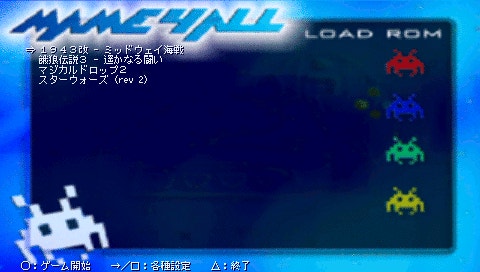 MAME4ALL
LOAD ROM
⇒ 1943改 - ミッドウェイ海戦
餓狼伝説3 - 遥かなる闘い
マジカルドロップ2
スターウォーズ (rev 2)
○：ゲーム開始　→／□：各種設定　△：終了